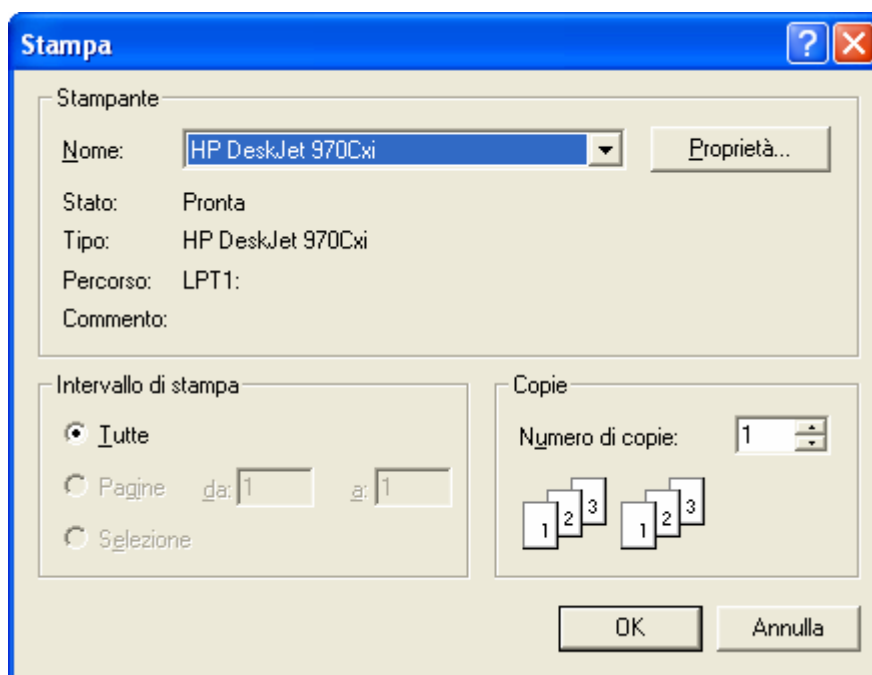 Stampa
Stampante
Nome: HP DeskJet 970Cxi Proprietà...
Stato: Pronta
Tipo: HP DeskJet 970Cxi
Percorso: LPT1:
Commento:
Intervallo di stampa
Tutte
Pagine da: 1 a: 1
Selezione
Copie
Numero di copie: 1
1 2 3 1 2 3
OK Annulla